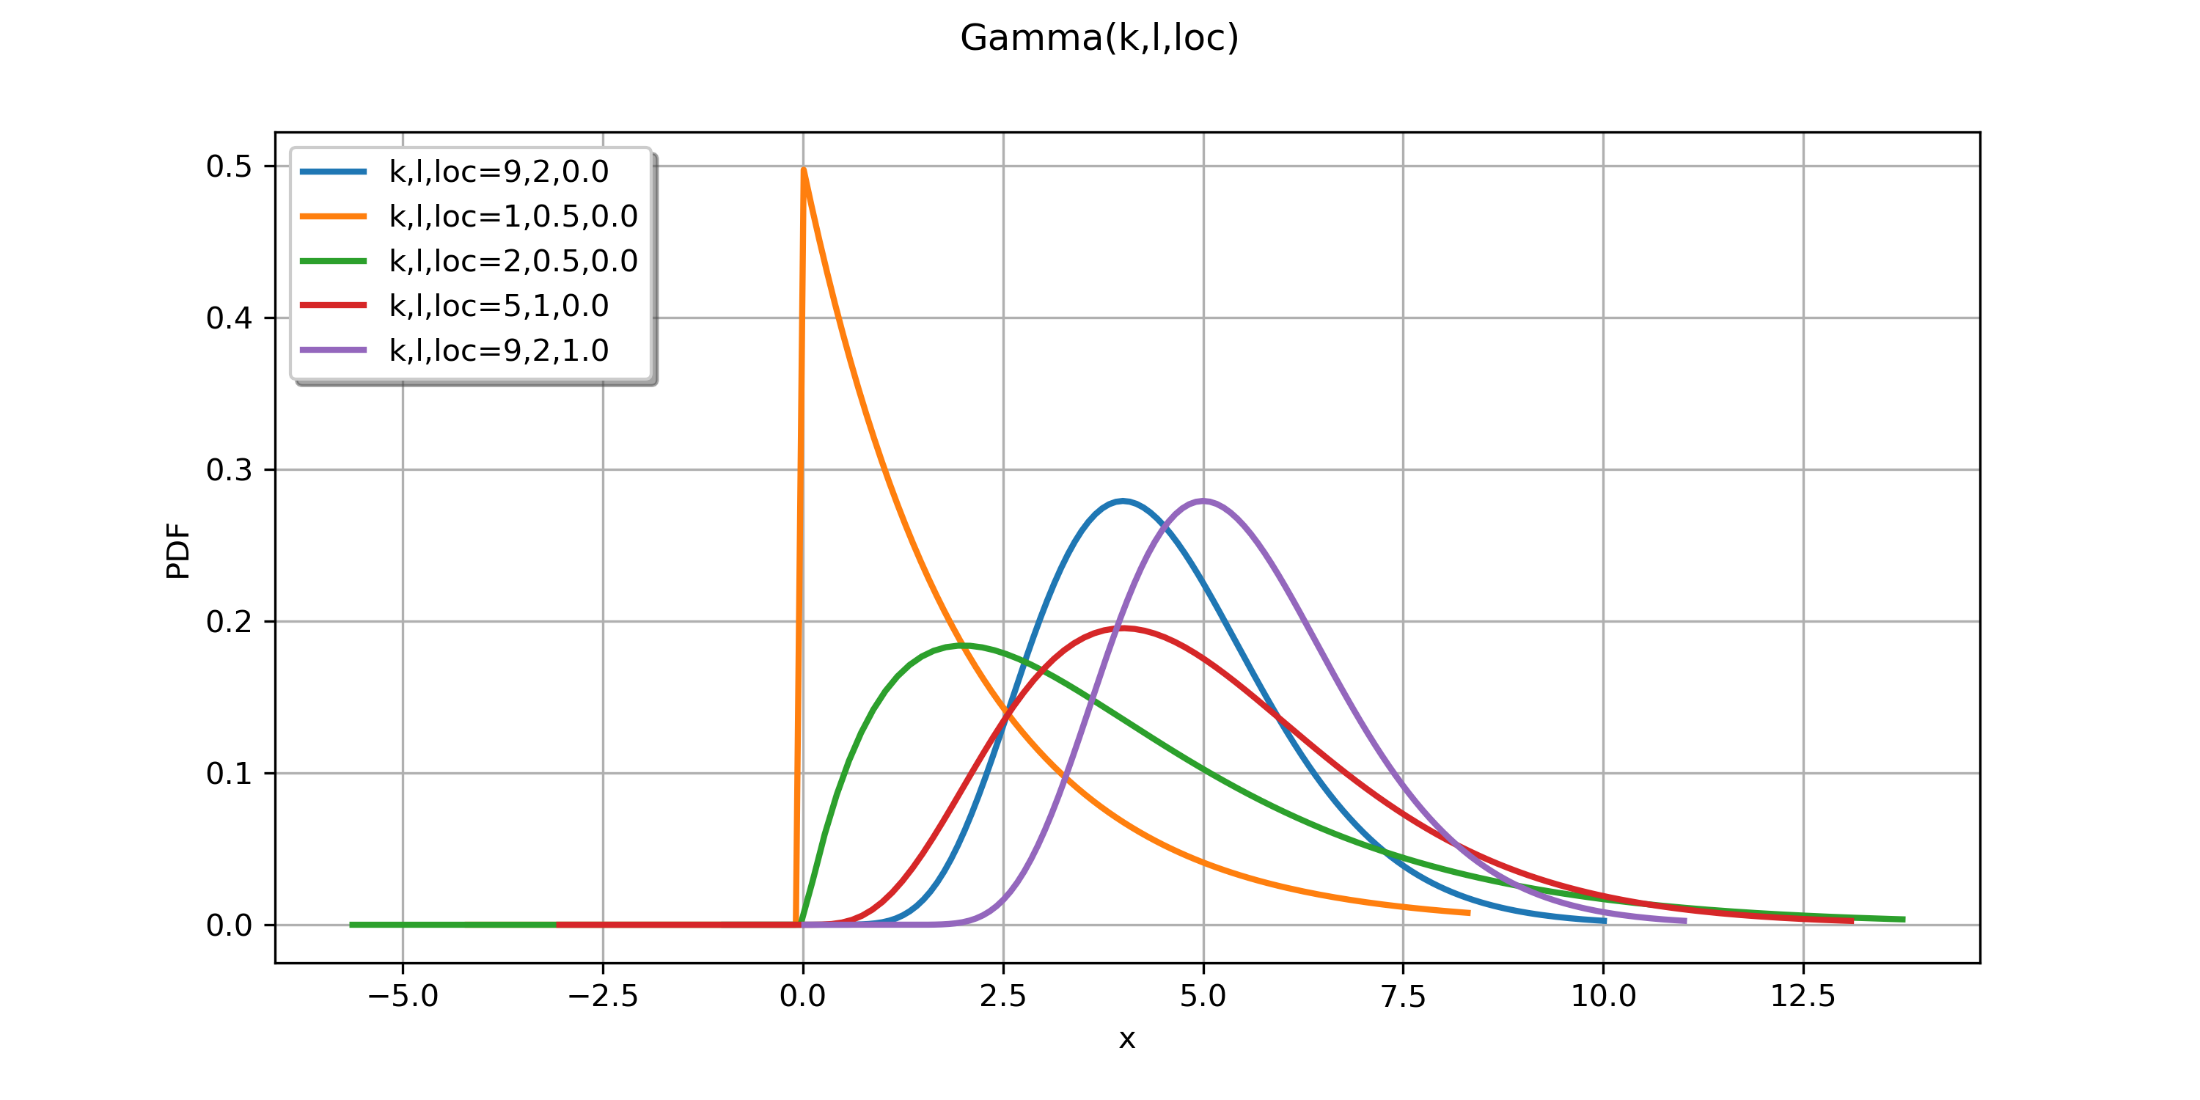 Gamma(k,l,loc)
k,l,loc=9,2,0.0
k,l,loc=1,0.5,0.0
k,l,loc=2,0.5,0.0
k,l,loc=5,1,0.0
k,l,loc=9,2,1.0
0.5
0.4
0.3
0.2
0.1
0.0
PDF
−5.0 −2.5 0.0 2.5 5.0 7.5 10.0 12.5
x